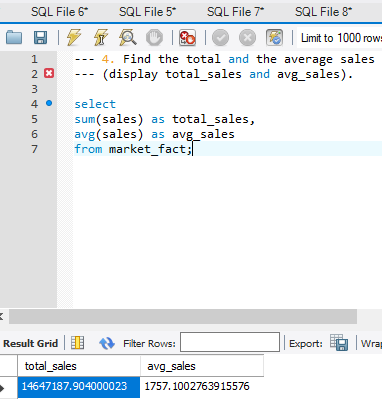 SQL File 6* SQL File 5* SQL File 7* SQL File 8*
Limit to 1000 rows
1 --- 4. Find the total and the average sales
2 --- (display total_sales and avg_sales).
3
4 select
5 sum(sales) as total_sales,
6 avg(sales) as avg_sales
7 from market_fact;
Result Grid Filter Rows: Export: Wrap
total_sales avg_sales
14647187.904000023 1757.1002763915576